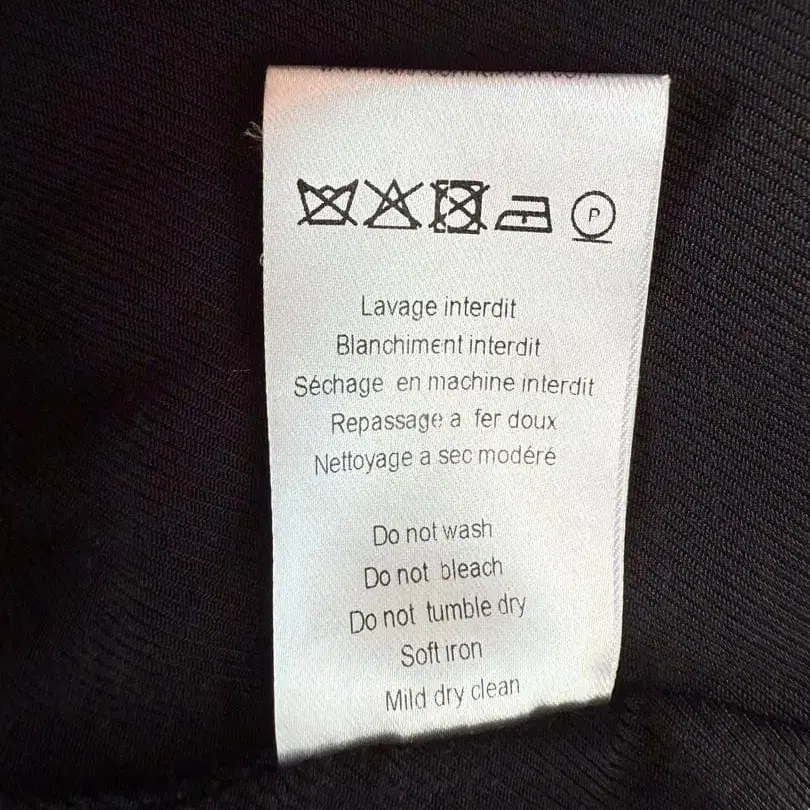 P
Lavage interdit
Blanchiment interdit
Séchage en machine interdit
Repassage a fer doux
Nettoyage a sec modéré
Do not wash
Do not bleach
Do not tumble dry
Soft iron
Mild dry clean